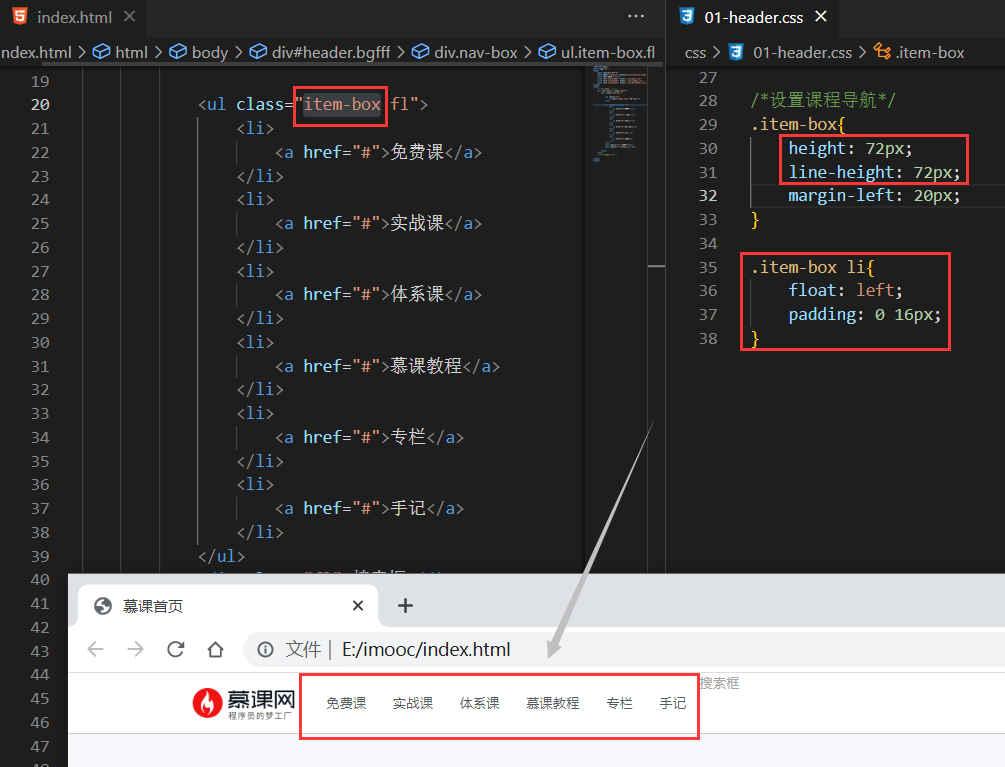 index.html
ndex.html > html > body > div#header.bgfff > div.nav-box > ul.item-box.fl
19
20 <ul class="item-box fl">
21 <li>
22 <a href="#">免费课</a>
23 </li>
24 <li>
25 <a href="#">实战课</a>
26 </li>
27 <li>
28 <a href="#">体系课</a>
29 </li>
30 <li>
31 <a href="#">慕课教程</a>
32 </li>
33 <li>
34 <a href="#">专栏</a>
35 </li>
36 <li>
37 <a href="#">手记</a>
38 </li>
39 </ul>
40
41
42
43
44
45
46
47
01-header.css
css > 01-header.css > .item-box
27
28 /*设置课程导航*/
29 .item-box{
30 height: 72px;
31 line-height: 72px;
32 margin-left: 20px;
33 }
34
35 .item-box li{
36 float: left;
37 padding: 0 16px;
38 }
慕课首页
文件 | E:/imooc/index.html
慕课网
程序员的梦工厂
免费课 实战课 体系课 慕课教程 专栏 手记
搜索框